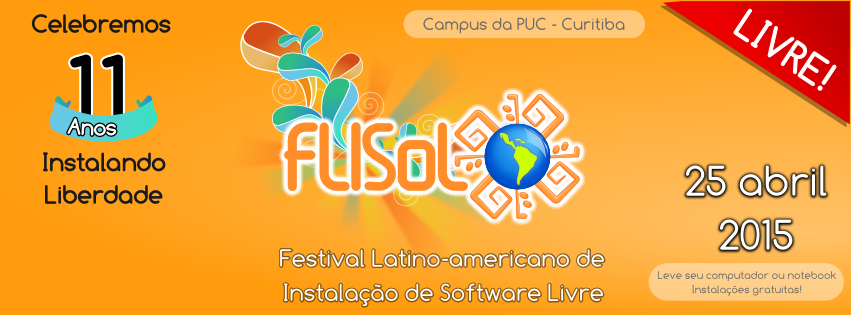 Celebremos
11
Anos
Instalando
Liberdade
Campus da PUC - Curitiba
FLISol
Festival Latino-americano de
Instalação de Software Livre
LIVRE!
25 abril
2015
Leve seu computador ou notebook
Instalações gratuitas!